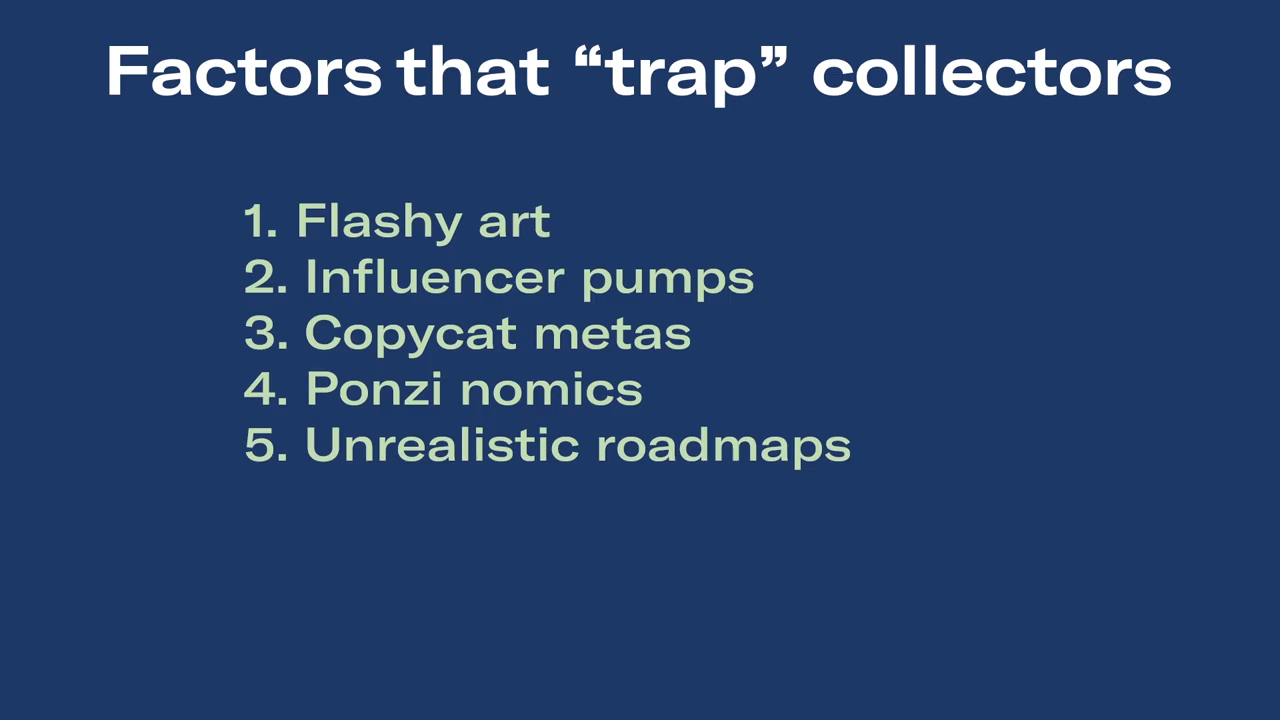 Factors that “trap” collectors
1. Flashy art
2. Influencer pumps
3. Copycat metas
4. Ponzi nomics
5. Unrealistic roadmaps